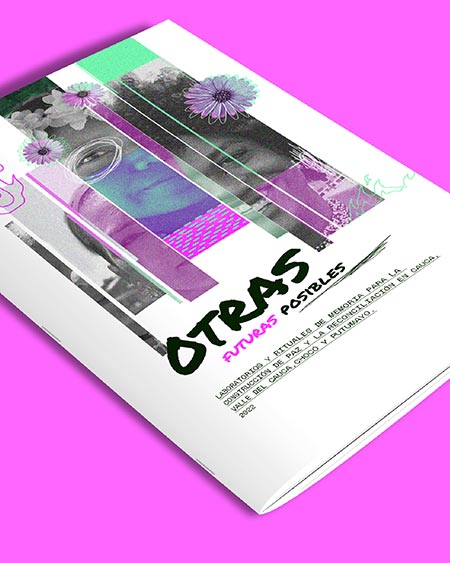 OTRAS
FUTURAS POSIBLES
LABORATORIOS Y RITUALES DE MEMORIA PARA LA
CONSTRUCCIÓN DE PAZ Y LA RECONCILIACIÓN EN CAUCA,
VALLE DEL CAUCA, CHOCÓ Y PUTUMAYO.
2022